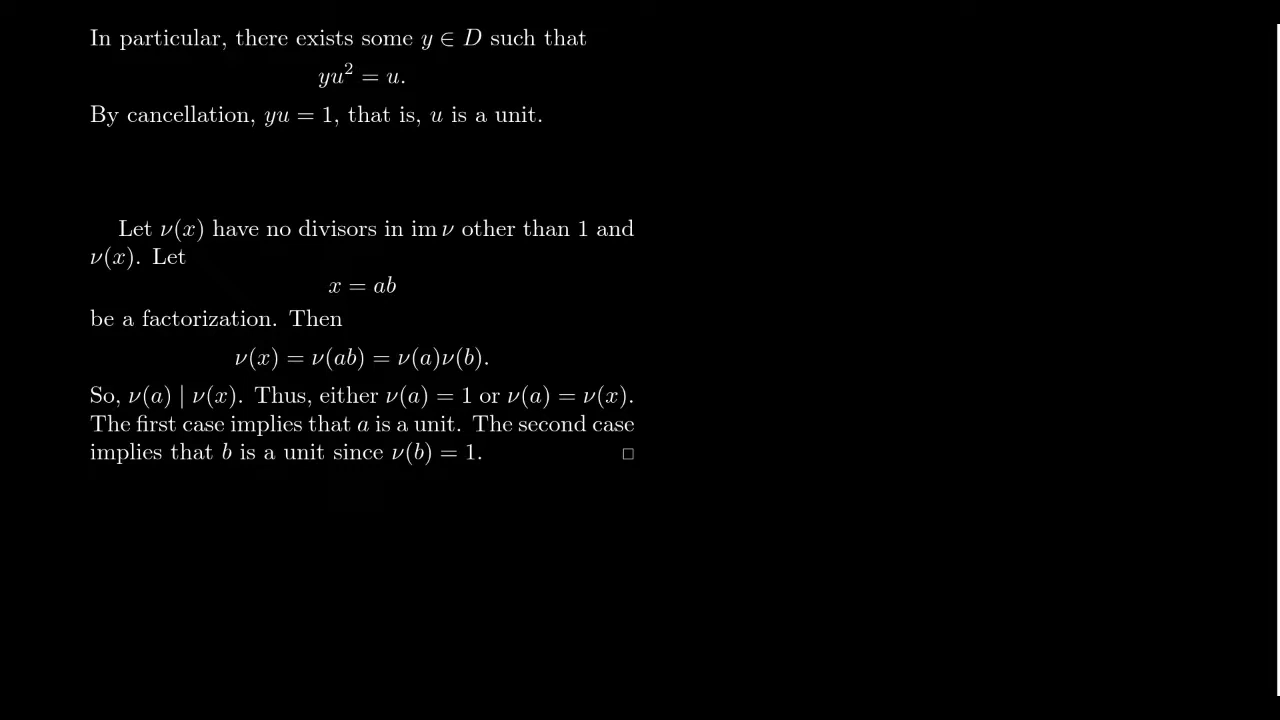 In particular, there exists some y ∈ D such that
yu² = u.
By cancellation, yu = 1, that is, u is a unit.
Let ν(x) have no divisors in im ν other than 1 and
ν(x). Let
x = ab
be a factorization. Then
ν(x) = ν(ab) = ν(a)ν(b).
So, ν(a) | ν(x). Thus, either ν(a) = 1 or ν(a) = ν(x).
The first case implies that a is a unit. The second case
implies that b is a unit since ν(b) = 1. □